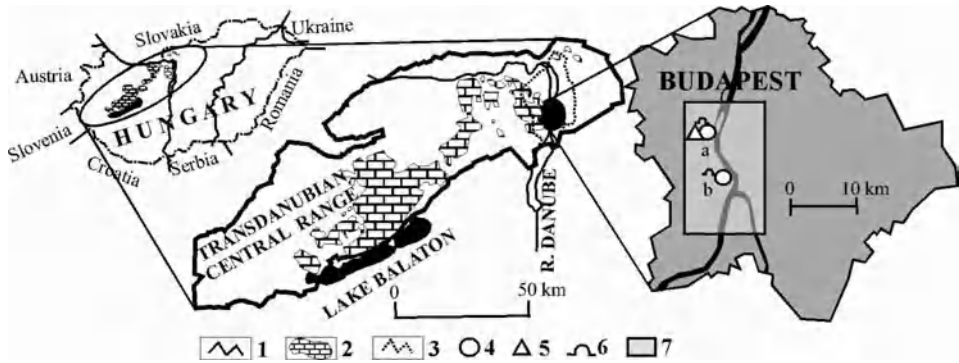 Slovakia
Ukraine
Austria
HUNGARY
Romania
Slovenia
Croatia
Serbia
TRANSDANUBIAN
CENTRAL RANGE
LAKE BALATON
R. DANUBE
0 50 km
BUDAPEST
a
b
0 10 km
1 2 3 4 5 6 7